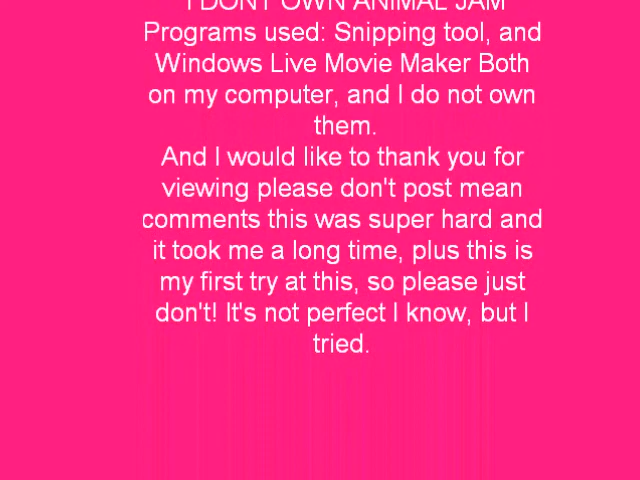 I DONT OWN ANIMAL JAM
Programs used: Snipping tool, and
Windows Live Movie Maker Both
on my computer, and I do not own
them.
And I would like to thank you for
viewing please don't post mean
comments this was super hard and
it took me a long time, plus this is
my first try at this, so please just
don't! It's not perfect I know, but I
tried.